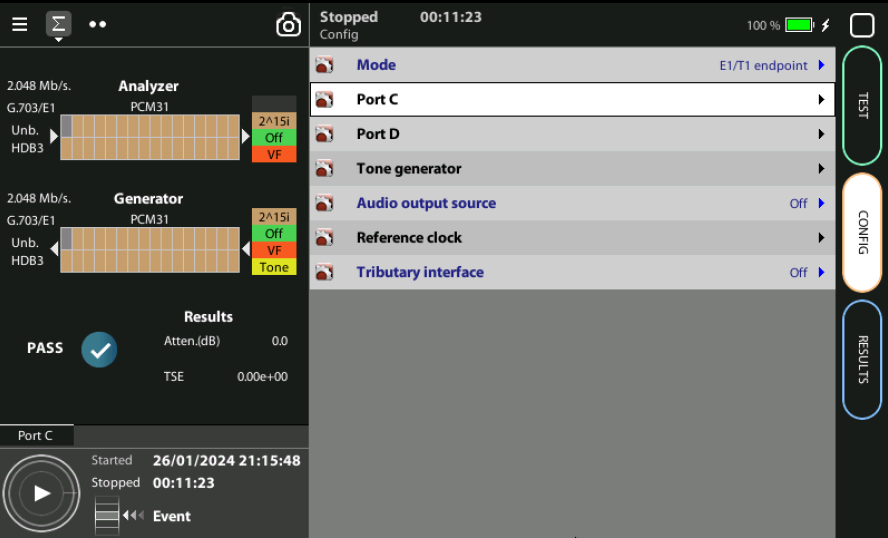 Σ
Stopped 00:11:23
Config
100 %
2.048 Mb/s. Analyzer
G.703/E1 PCM31
Unb.
HDB3
2^15i
Off
VF
2.048 Mb/s. Generator
G.703/E1 PCM31
Unb.
HDB3
2^15i
Off
VF
Tone
Results
PASS
Atten.(dB) 0.0
TSE 0.00e+00
Port C
Started 26/01/2024 21:15:48
Stopped 00:11:23
Event
Mode E1/T1 endpoint
Port C
Port D
Tone generator
Audio output source Off
Reference clock
Tributary interface Off
TEST
CONFIG
RESULTS